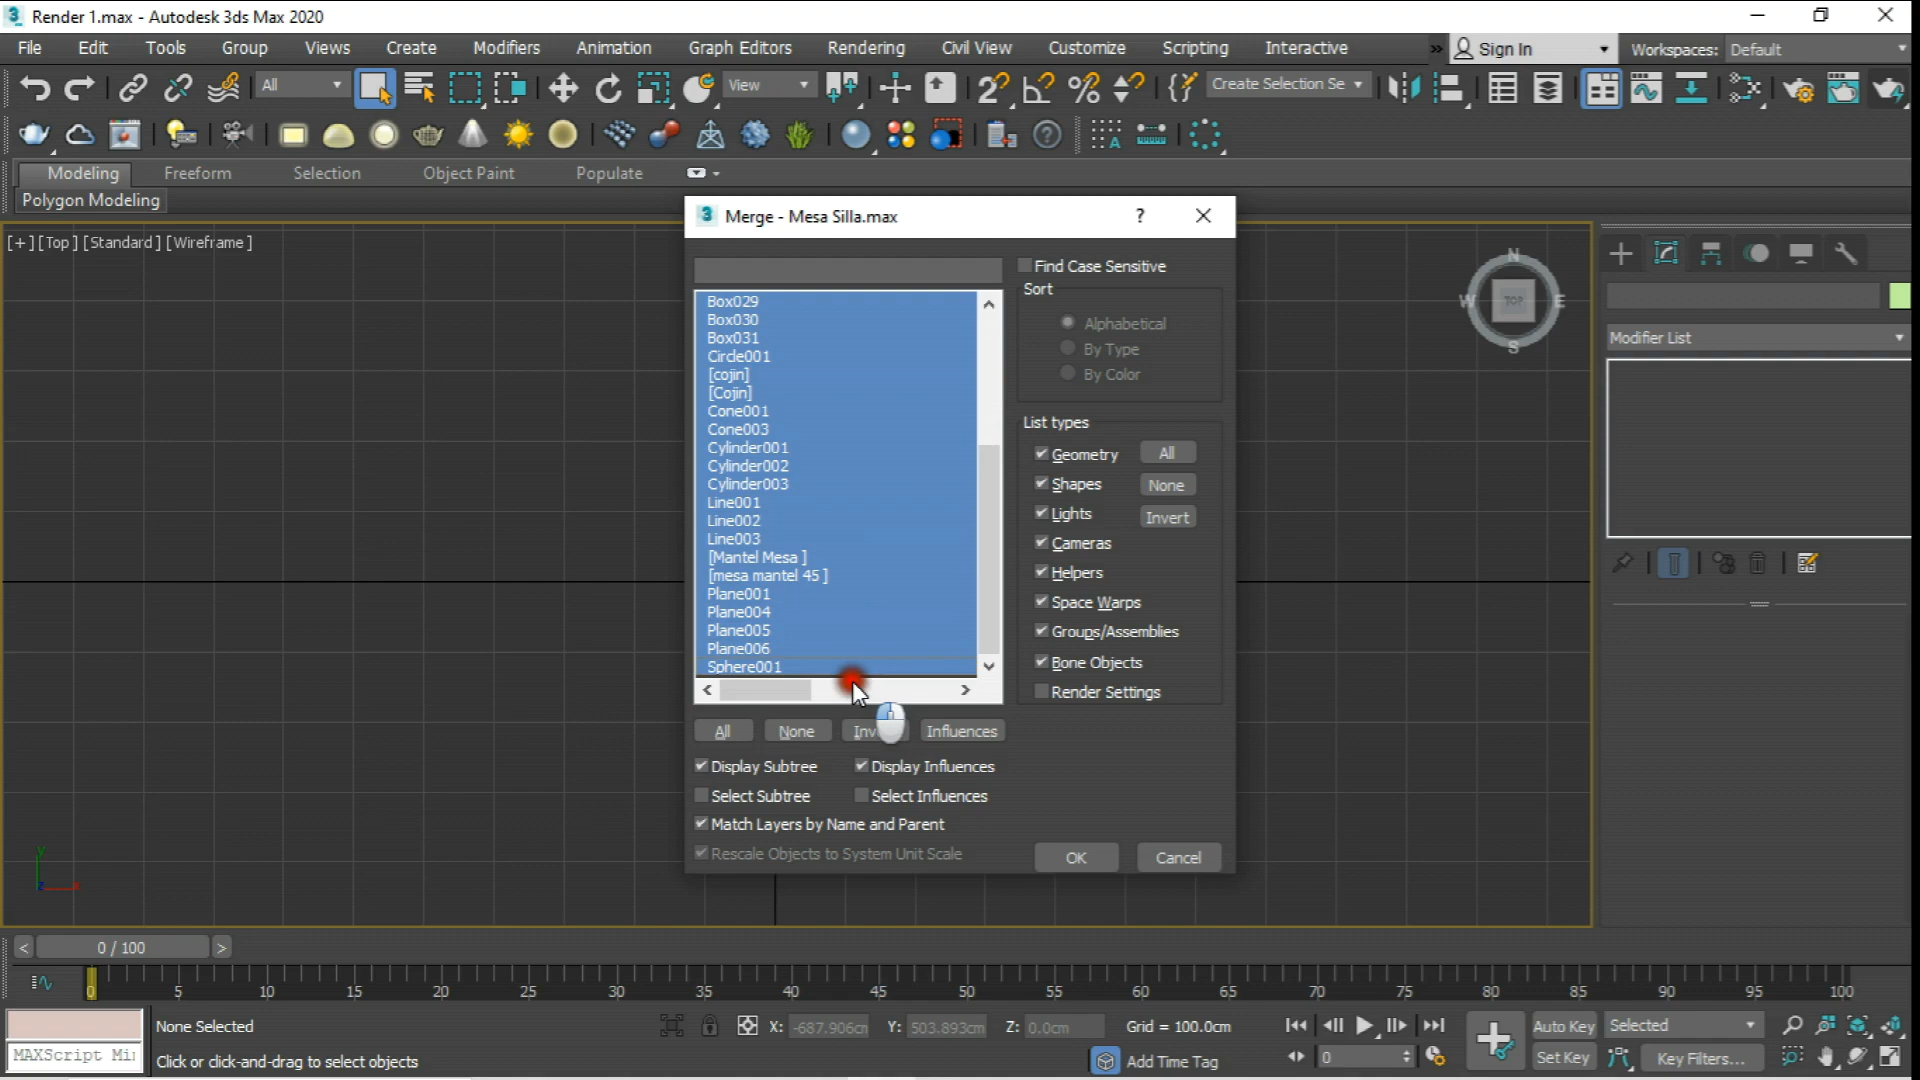 Render 1.max - Autodesk 3ds Max 2020
File Edit Tools Group Views Create Modifiers Animation Graph Editors Rendering Civil View Customize Scripting Interactive
Sign In Workspaces: Default
All View Create Selection Se
Modeling Freeform Selection Object Paint Populate
Polygon Modeling
[+] [Top] [Standard] [Wireframe]
N
W TOP E
S
Modifier List
Merge - Mesa Silla.max ?
Find Case Sensitive
Sort
Alphabetical
By Type
By Color
Box029
Box030
Box031
Circle001
[cojin]
[Cojin]
Cone001
Cone003
Cylinder001
Cylinder002
Cylinder003
Line001
Line002
Line003
[Mantel Mesa ]
[mesa mantel 45 ]
Plane001
Plane004
Plane005
Plane006
Sphere001
List types
Geometry All
Shapes None
Lights Invert
Cameras
Helpers
Space Warps
Groups/Assemblies
Bone Objects
Render Settings
All None Influences
Display Subtree Display Influences
Select Subtree Select Influences
Match Layers by Name and Parent
Rescale Objects to System Unit Scale
OK Cancel
y
z x
< 0 / 100 >
0 5 10 15 20 25 30 35 40 45 50 55 60 65 70 75 80 85 90 95 100
None Selected X: -687.906cm Y: 503.893cm Z: 0.0cm Grid = 100.0cm Auto Key Selected
MAXScript Mi Click or click-and-drag to select objects Add Time Tag 0 Set Key Key Filters...